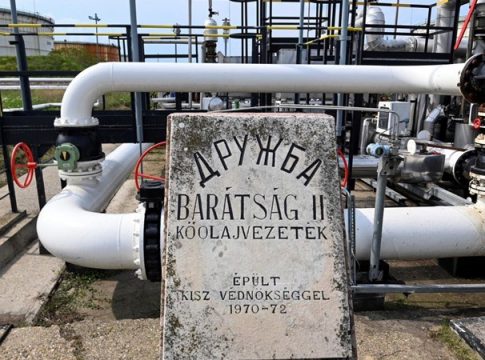 ДРУЖБА
BARÁTSÁG II
KŐOLAJVEZETÉK
ÉPÜLT
KISZ VÉDNÖKSÉGGEL
1970-72